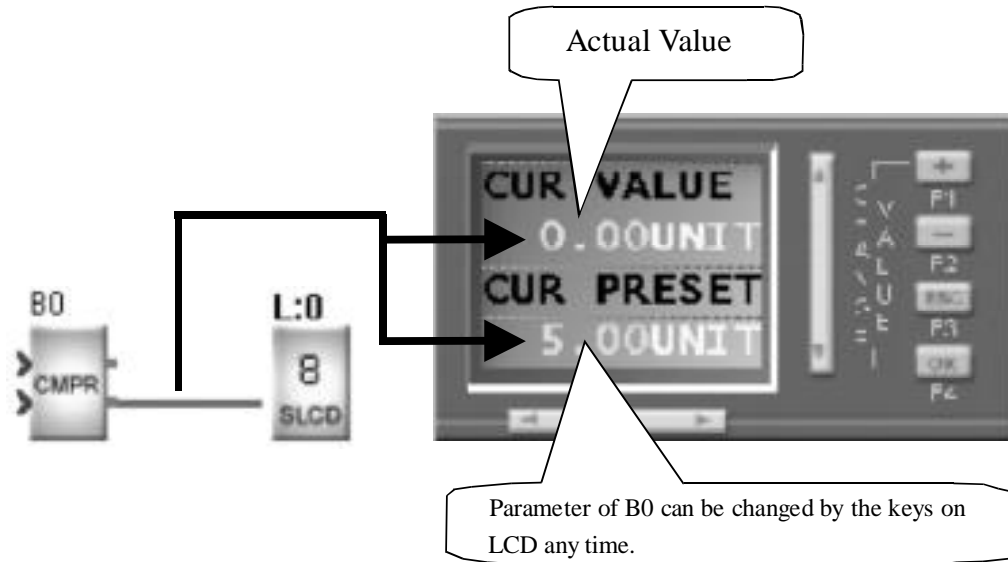 Actual Value
CUR VALUE
0.00UNIT
CUR PRESET
5.00UNIT
B0
CMPR
L:0
8
SLCD
+
F1
—
F2
ESC
F3
OK
F4
VALUE
Parameter of B0 can be changed by the keys on
LCD any time.